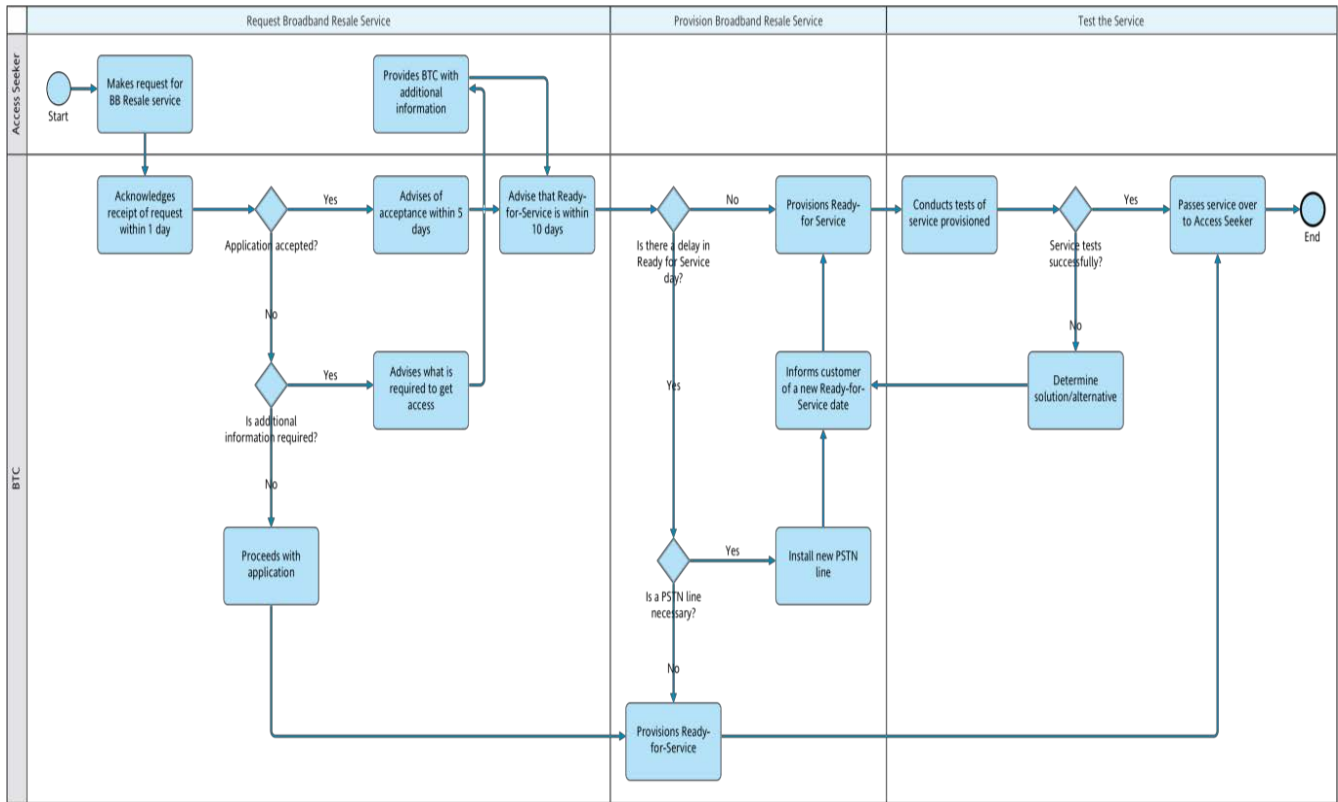 Request Broadband Resale Service
Provision Broadband Resale Service
Test the Service
Access Seeker
Start
Makes request for
BB Resale service
Provides BTC with
additional
information
BTC
Acknowledges
receipt of request
within 1 day
Application accepted?
Yes
Advises of
acceptance within 5
days
Advise that Ready-
for-Service is within
10 days
Is there a delay in
Ready for Service
day?
No
Provisions Ready-
for Service
Conducts tests of
service provisioned
Service tests
successfully?
Yes
Passes service over
to Access Seeker
End
No
Is additional
information required?
Yes
Advises what is
required to get
access
Yes
Informs customer
of a new Ready-for-
Service date
No
Determine
solution/alternative
No
Proceeds with
application
Is a PSTN line
necessary?
Yes
Install new PSTN
line
No
Provisions Ready-
for-Service